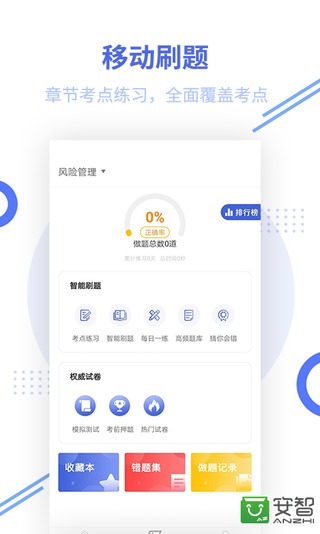 移动刷题
章节考点练习，全面覆盖考点
风险管理
0%
正确率
排行榜
做题总数0道
累计练习0天 总时间0秒
智能刷题
考点练习 智能刷题 每日一练 高频题库 猜你会错
权威试卷
模拟测试 考前押题 热门试卷
收藏本 错题集 做题记录
安智
ANZHI